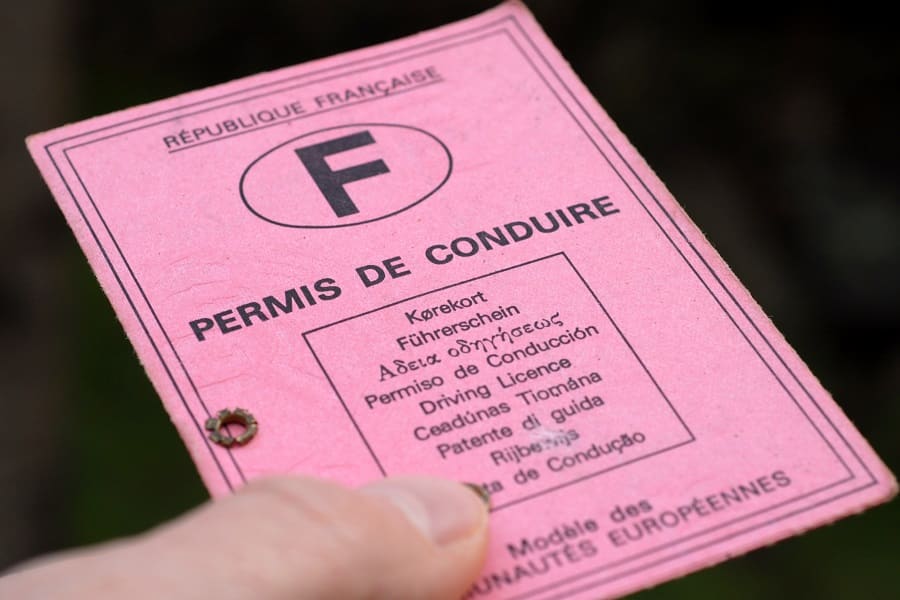 RÉPUBLIQUE FRANÇAISE
F
PERMIS DE CONDUIRE
Kørekort
Führerschein
Αδεια οδηγήσεως
Permiso de Conducción
Driving Licence
Ceadúnas Tiomána
Patente di guida
de Condução
Modèle des
EUROPÉENNES